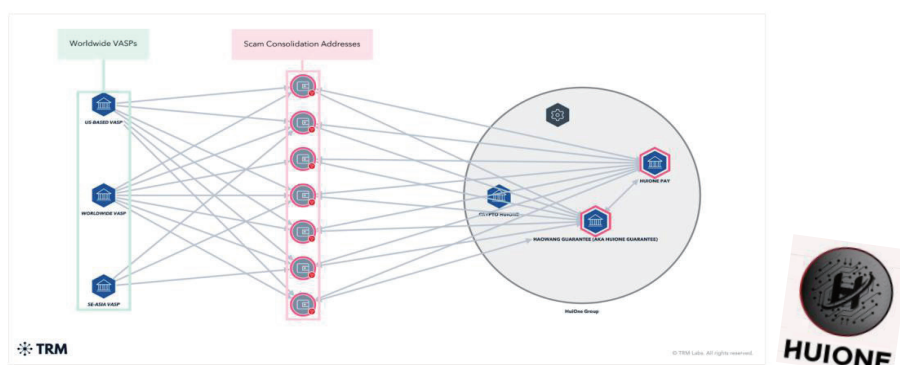 Worldwide VASPs
Scam Consolidation Addresses
US-BASED VASP
WORLDWIDE VASP
SE-ASIA VASP
HUIONE PAY
HAOWANG GUARANTEE (AKA HUIONE GUARANTEE)
HuiOne Group
TRM
© TRM Labs. All rights reserved.
H
HUIONE